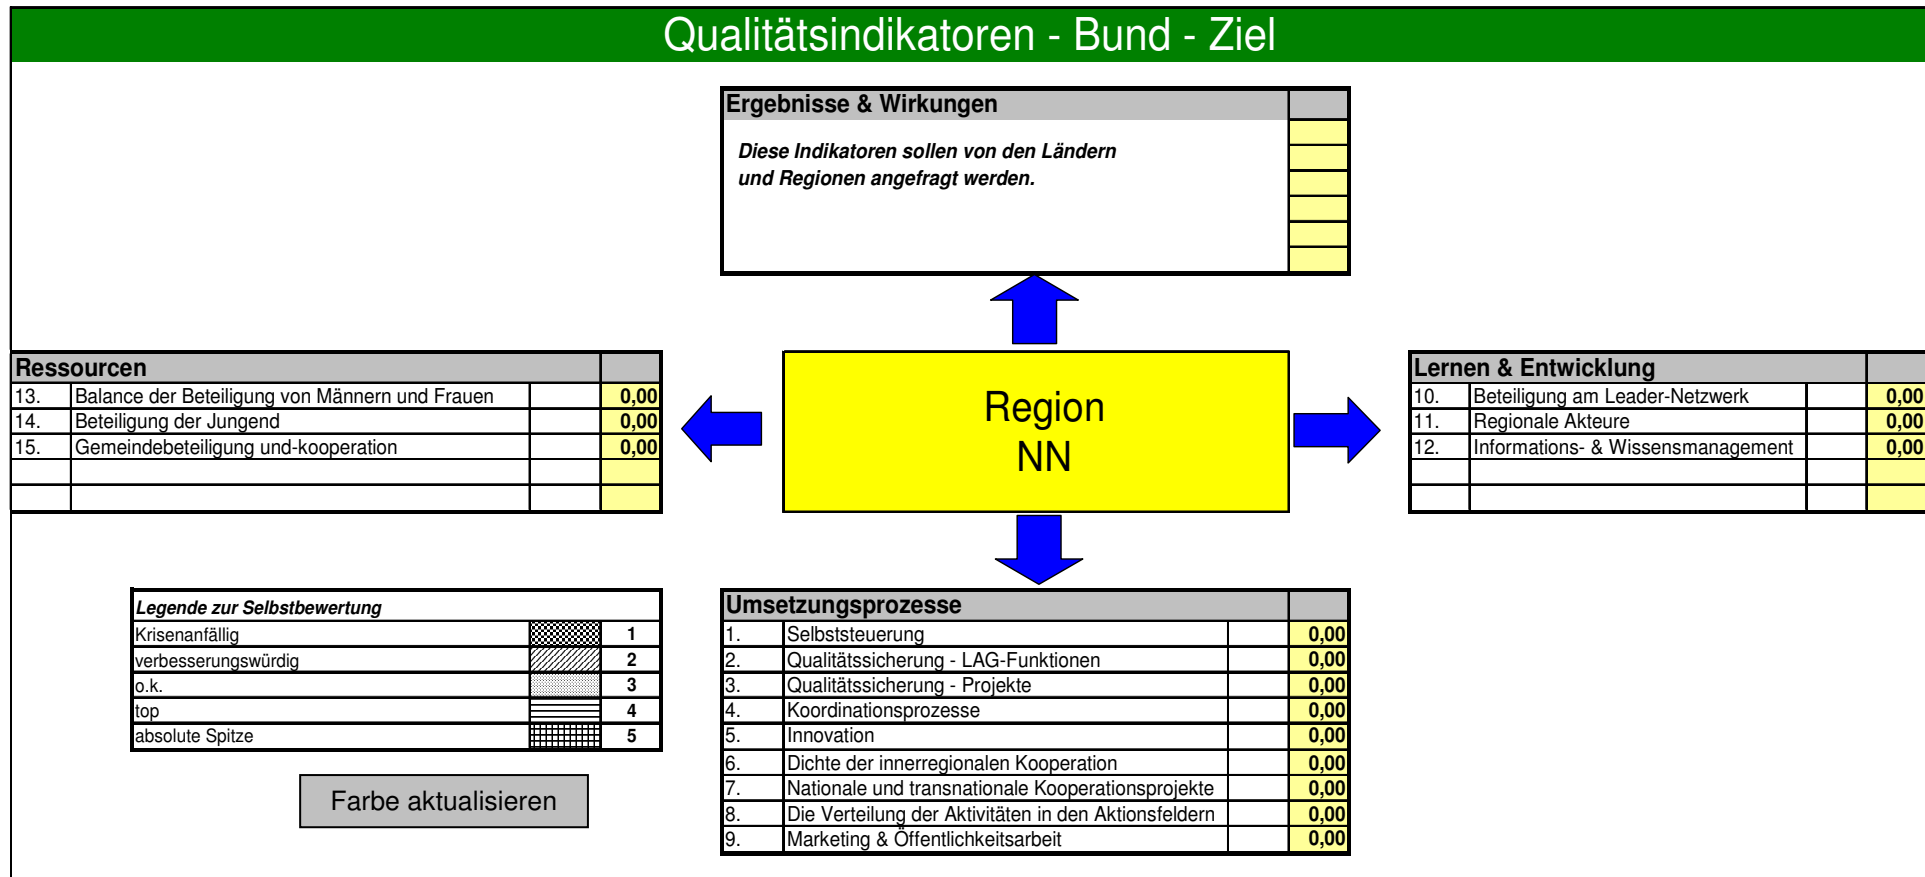 Qualitätsindikatoren - Bund - Ziel
Ergebnisse & Wirkungen
Diese Indikatoren sollen von den Ländern
und Regionen angefragt werden.
Ressourcen
13. Balance der Beteiligung von Männern und Frauen 0,00
14. Beteiligung der Jungend 0,00
15. Gemeindebeteiligung und-kooperation 0,00
Region
NN
Lernen & Entwicklung
10. Beteiligung am Leader-Netzwerk 0,00
11. Regionale Akteure 0,00
12. Informations- & Wissensmanagement 0,00
Legende zur Selbstbewertung
Krisenanfällig 1
verbesserungswürdig 2
o.k. 3
top 4
absolute Spitze 5
Farbe aktualisieren
Umsetzungsprozesse
1. Selbststeuerung 0,00
2. Qualitätssicherung - LAG-Funktionen 0,00
3. Qualitätssicherung - Projekte 0,00
4. Koordinationsprozesse 0,00
5. Innovation 0,00
6. Dichte der innerregionalen Kooperation 0,00
7. Nationale und transnationale Kooperationsprojekte 0,00
8. Die Verteilung der Aktivitäten in den Aktionsfeldern 0,00
9. Marketing & Öffentlichkeitsarbeit 0,00